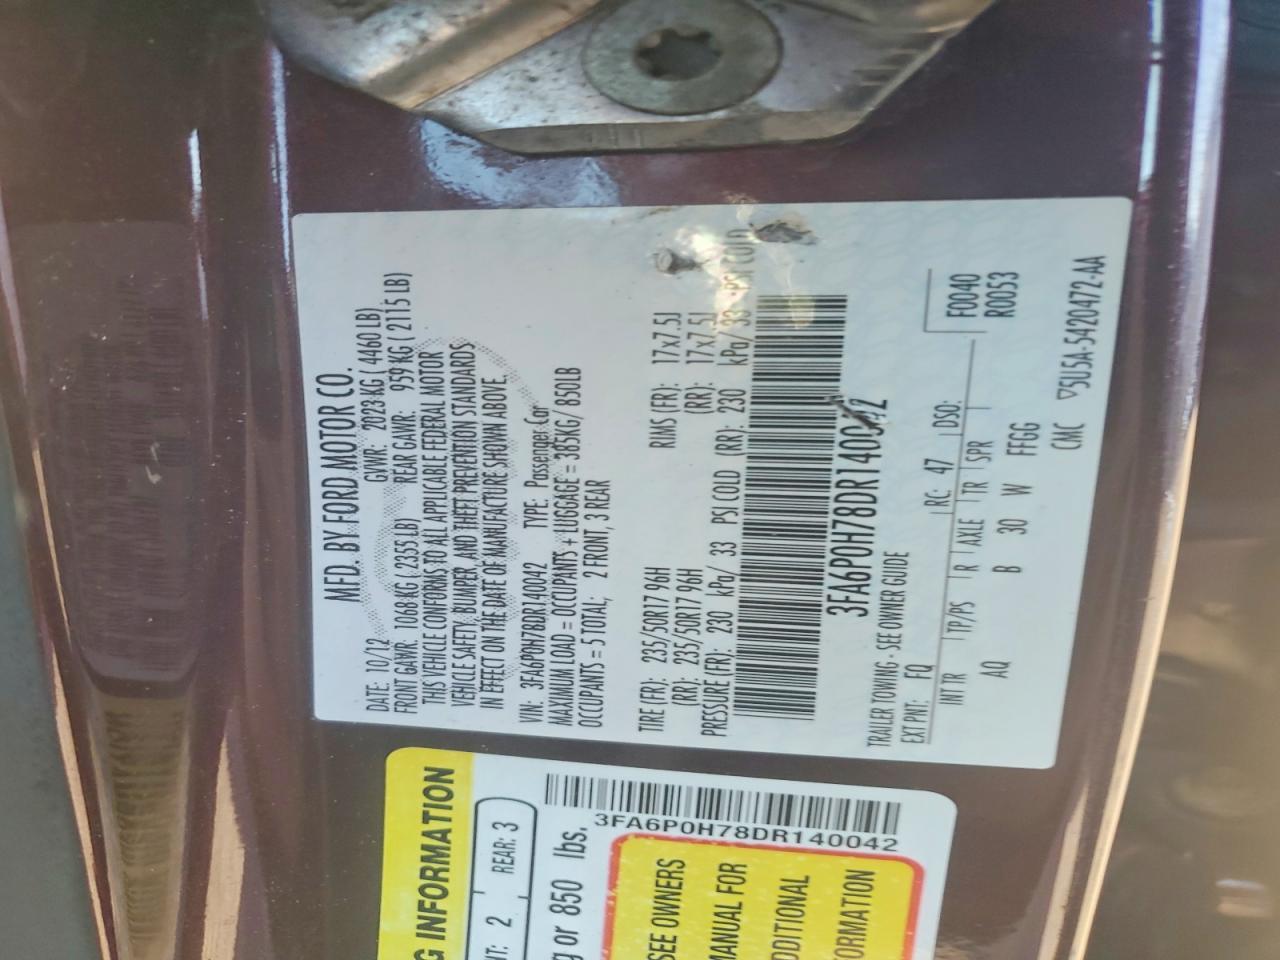 MFD. BY FORD MOTOR CO.
DATE: 10/12 GVWR: 2023 KG ( 4460 LB)
FRONT GAWR: 1068 KG ( 2355 LB) REAR GAWR: 959 KG ( 2115 LB)
THIS VEHICLE CONFORMS TO ALL APPLICABLE FEDERAL MOTOR
VEHICLE SAFETY, BUMPER, AND THEFT PREVENTION STANDARDS
IN EFFECT ON THE DATE OF MANUFACTURE SHOWN ABOVE.
VIN: 3FA6P0H78DR140042 TYPE: Passenger Car
MAXIMUM LOAD = OCCUPANTS + LUGGAGE = 385KG/ 850LB
OCCUPANTS = 5 TOTAL; 2 FRONT, 3 REAR
TIRE (FR): 235/50R17 96H RIMS (FR): 17x7.5J
(RR): 235/50R17 96H (RR): 17x7.5J
PRESSURE (FR): 230 kPa/ 33 PSI COLD (RR): 230 kPa/ 33 PSI COLD
3FA6P0H78DR140042
TRAILER TOWING - SEE OWNER GUIDE
EXT PNT: FQ RC: 47 DSO: F0040
INT TR TP/PS R AXLE TR SPR R0053
AQ B 30 W FFGG
CMC ▽5U5A-5420472-AA
G INFORMATION
NT: 2 REAR: 3
g or 850 lbs.
3FA6P0H78DR140042
SEE OWNERS
MANUAL FOR
DDITIONAL
FORMATION